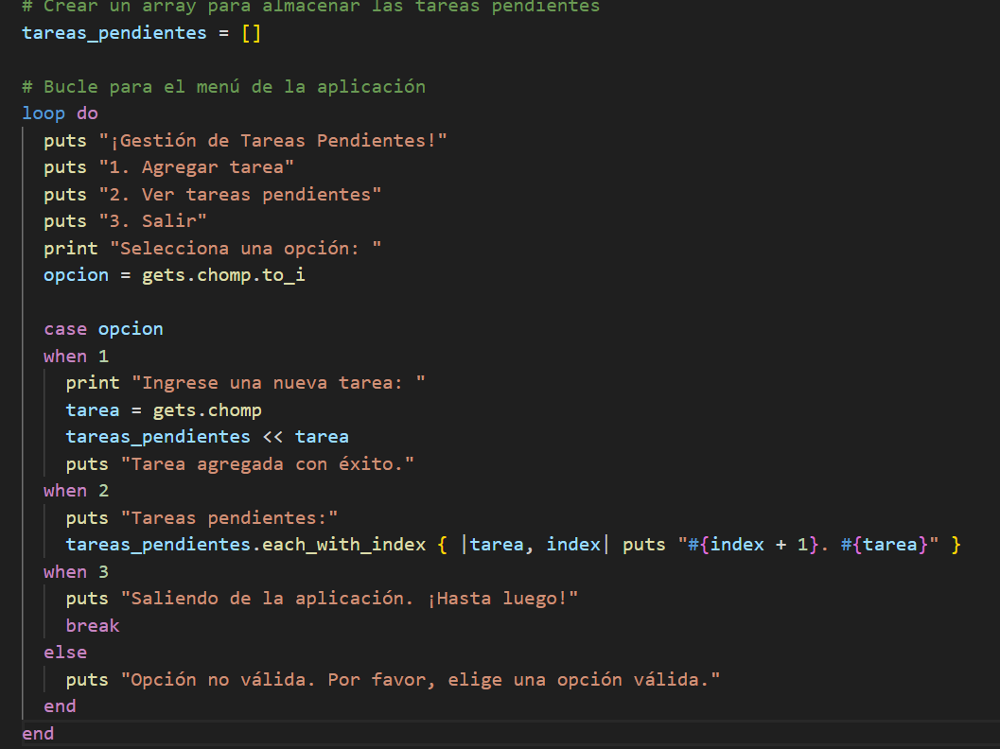 # Crear un array para almacenar las tareas pendientes
tareas_pendientes = []
# Bucle para el menú de la aplicación
loop do
  puts "¡Gestión de Tareas Pendientes!"
  puts "1. Agregar tarea"
  puts "2. Ver tareas pendientes"
  puts "3. Salir"
  print "Selecciona una opción: "
  opcion = gets.chomp.to_i
  case opcion
  when 1
    print "Ingrese una nueva tarea: "
    tarea = gets.chomp
    tareas_pendientes << tarea
    puts "Tarea agregada con éxito."
  when 2
    puts "Tareas pendientes:"
    tareas_pendientes.each_with_index { |tarea, index| puts "#{index + 1}. #{tarea}" }
  when 3
    puts "Saliendo de la aplicación. ¡Hasta luego!"
    break
  else
    puts "Opción no válida. Por favor, elige una opción válida."
  end
end